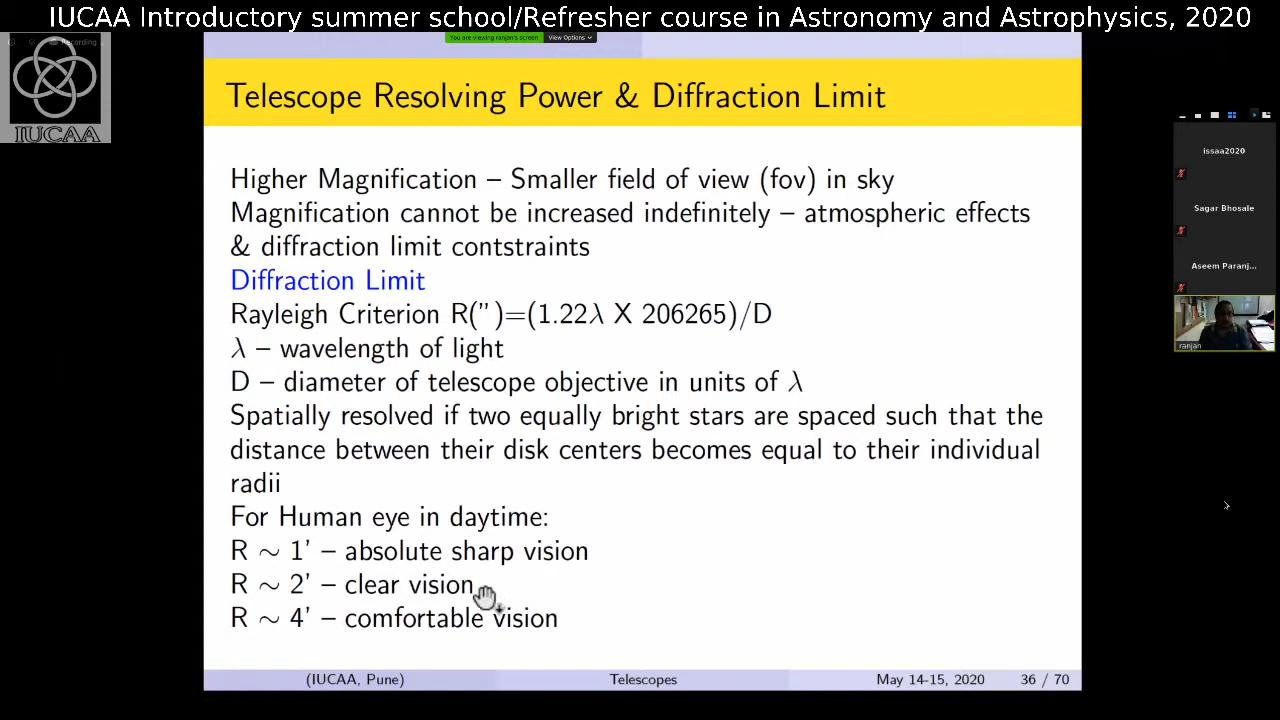 IUCAA Introductory summer school/Refresher course in Astronomy and Astrophysics, 2020
You are viewing ranjan's screen View Options
Recording...
IUCAA
Telescope Resolving Power & Diffraction Limit
Higher Magnification – Smaller field of view (fov) in sky
Magnification cannot be increased indefinitely – atmospheric effects
& diffraction limit contstraints
Diffraction Limit
Rayleigh Criterion R(”)=(1.22λ X 206265)/D
λ – wavelength of light
D – diameter of telescope objective in units of λ
Spatially resolved if two equally bright stars are spaced such that the
distance between their disk centers becomes equal to their individual
radii
For Human eye in daytime:
R ∼ 1’ – absolute sharp vision
R ∼ 2’ – clear vision
R ∼ 4’ – comfortable vision
(IUCAA, Pune) Telescopes May 14-15, 2020 36 / 70
issaa2020
Sagar Bhosale
Aseem Paranj...
ranjan